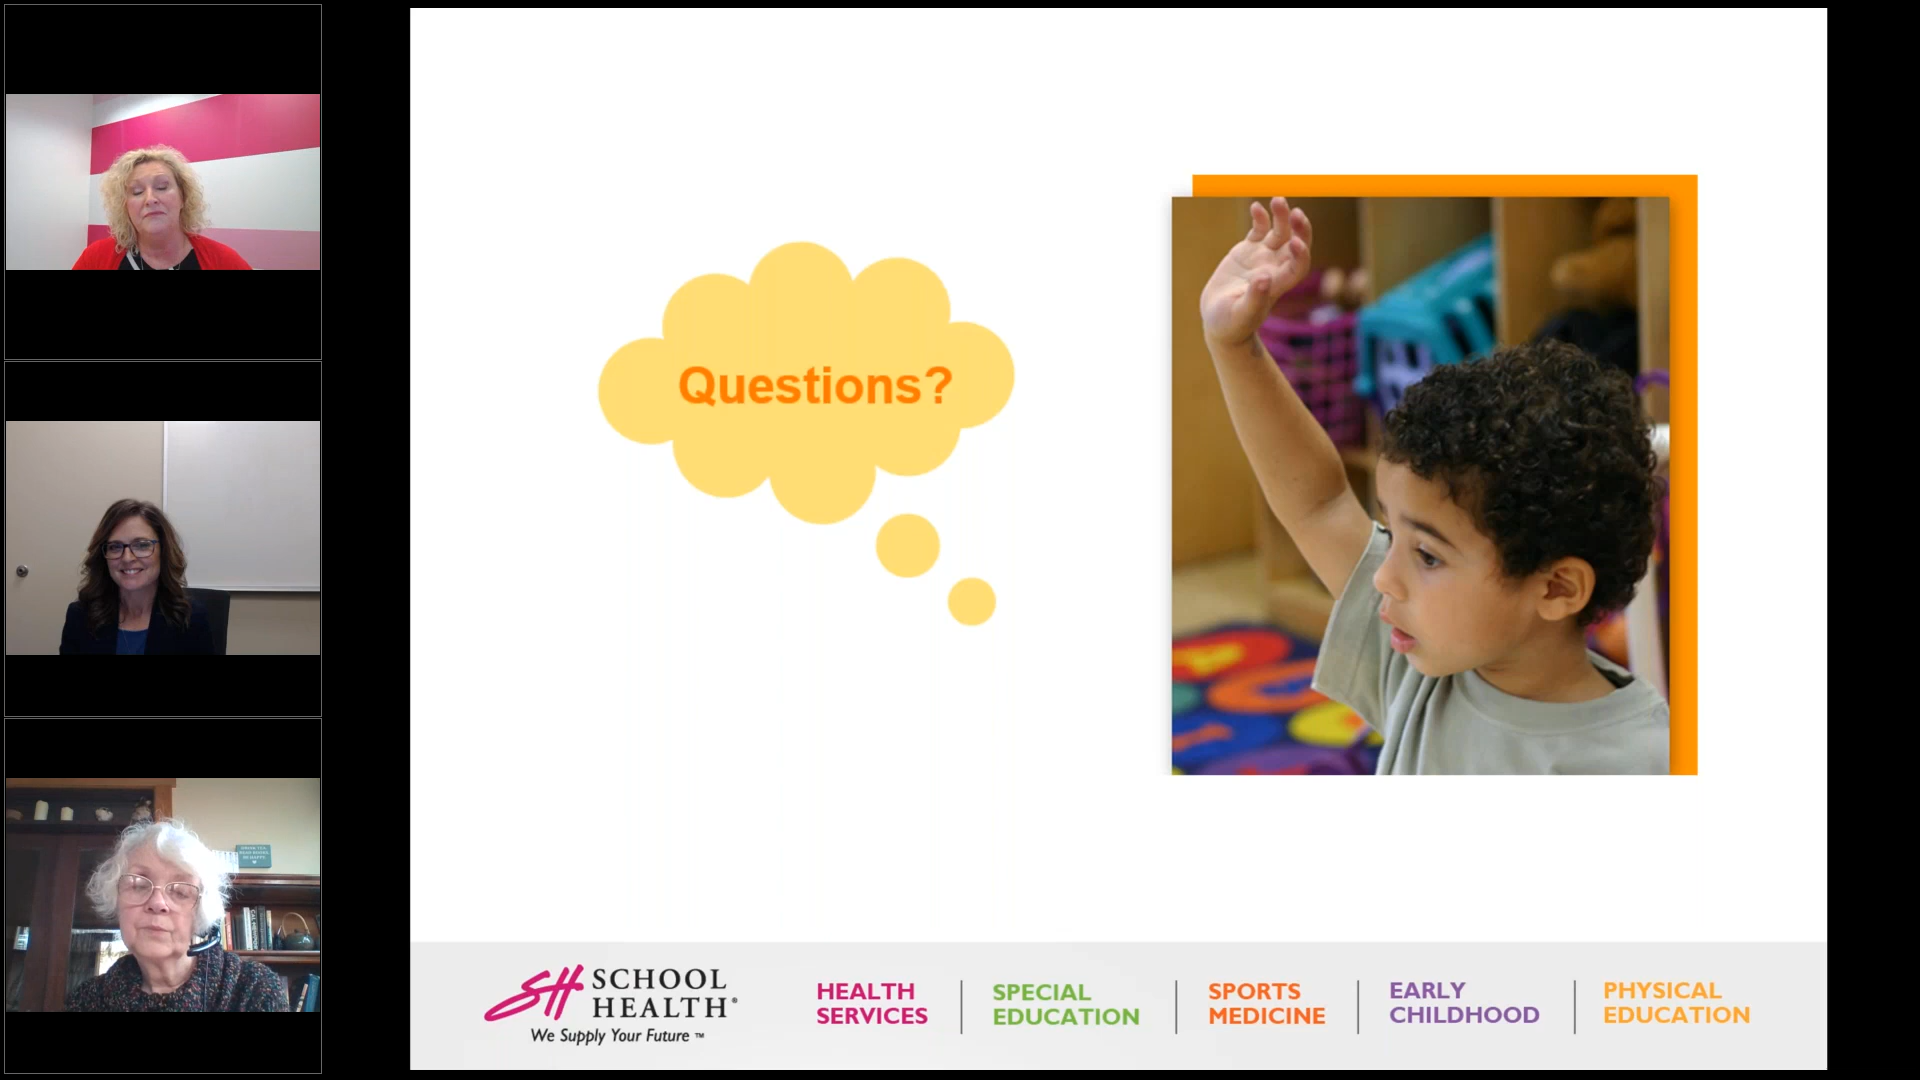 Questions?
SCHOOL
HEALTH®
We Supply Your Future ™
HEALTH
SERVICES
SPECIAL
EDUCATION
SPORTS
MEDICINE
EARLY
CHILDHOOD
PHYSICAL
EDUCATION